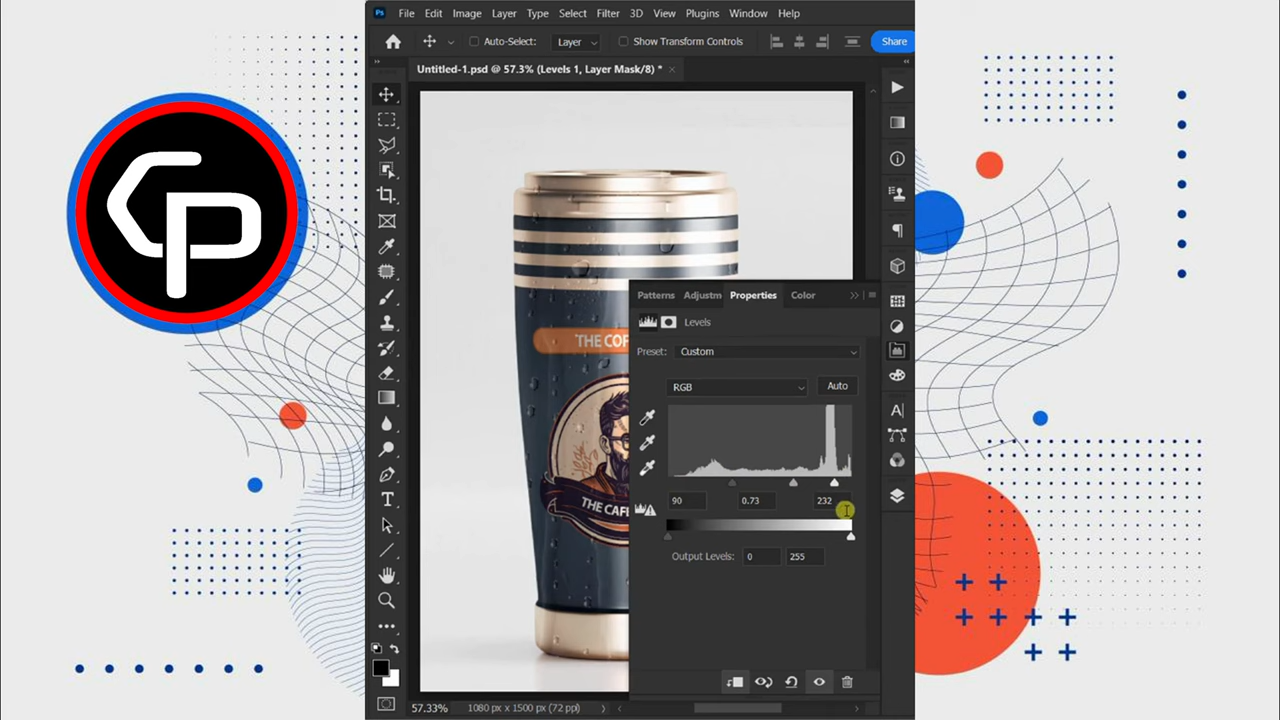 CP
Ps File Edit Image Layer Type Select Filter 3D View Plugins Window Help
Auto-Select: Layer Show Transform Controls Share
Untitled-1.psd @ 57.3% (Levels 1, Layer Mask/8) * ×
Patterns Adjustm Properties Color
Levels
Preset: Custom
RGB Auto
90 0.73 232
Output Levels: 0 255
THE COF
THE CAFE
57.33% 1080 px x 1500 px (72 ppi)